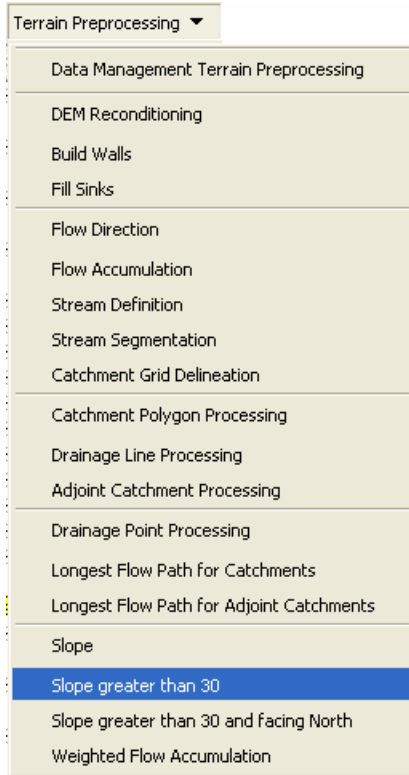 Terrain Preprocessing
Data Management Terrain Preprocessing
DEM Reconditioning
Build Walls
Fill Sinks
Flow Direction
Flow Accumulation
Stream Definition
Stream Segmentation
Catchment Grid Delineation
Catchment Polygon Processing
Drainage Line Processing
Adjoint Catchment Processing
Drainage Point Processing
Longest Flow Path for Catchments
Longest Flow Path for Adjoint Catchments
Slope
Slope greater than 30
Slope greater than 30 and facing North
Weighted Flow Accumulation